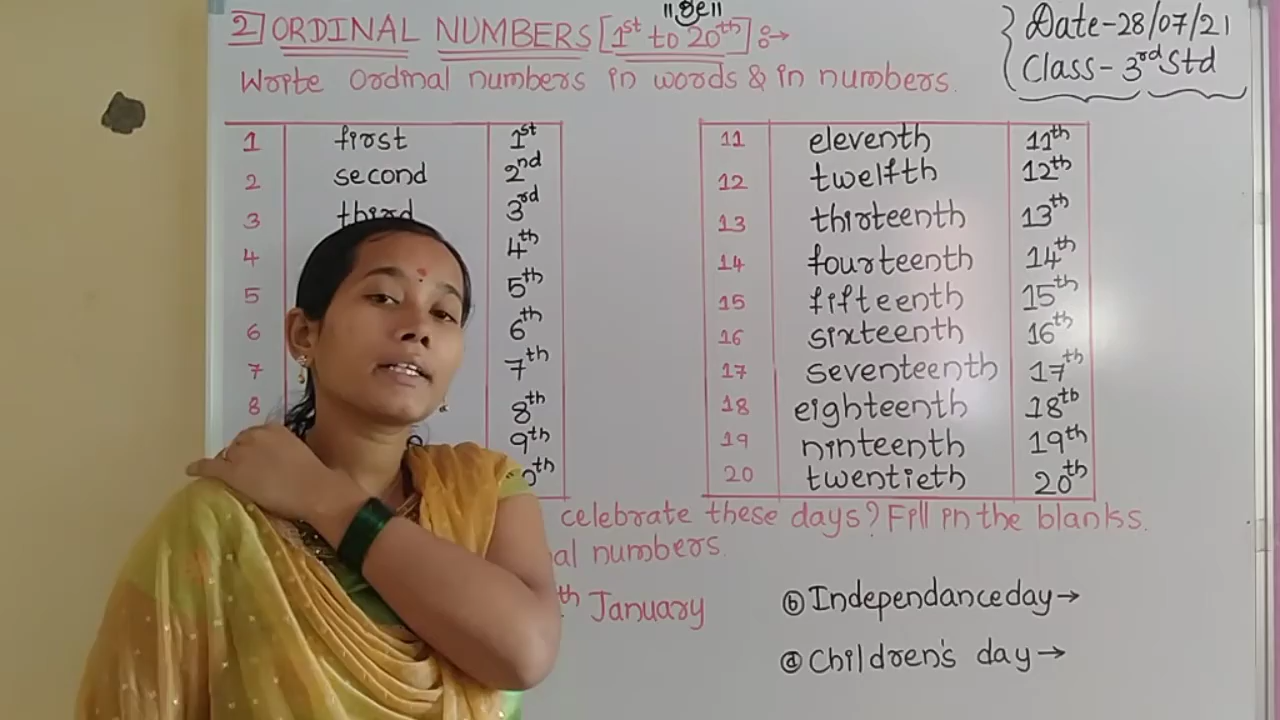 ॥श्री॥
2] ORDINAL NUMBERS [1st to 20th] :→
Date-28/07/21
Class-3rd Std
Write ordinal numbers in words & in numbers.
1 first 1st
2 second 2nd
3 third 3rd
4 4th
5 5th
6 6th
7 7th
8 8th
9th
11 eleventh 11th
12 twelfth 12th
13 thirteenth 13th
14 fourteenth 14th
15 fifteenth 15th
16 sixteenth 16th
17 seventeenth 17th
18 eighteenth 18th
19 ninteenth 19th
20 twentieth 20th
celebrate these days? Fill in the blanks.
numbers.
th January
ⓑ Independance day→
ⓓ Children's day→